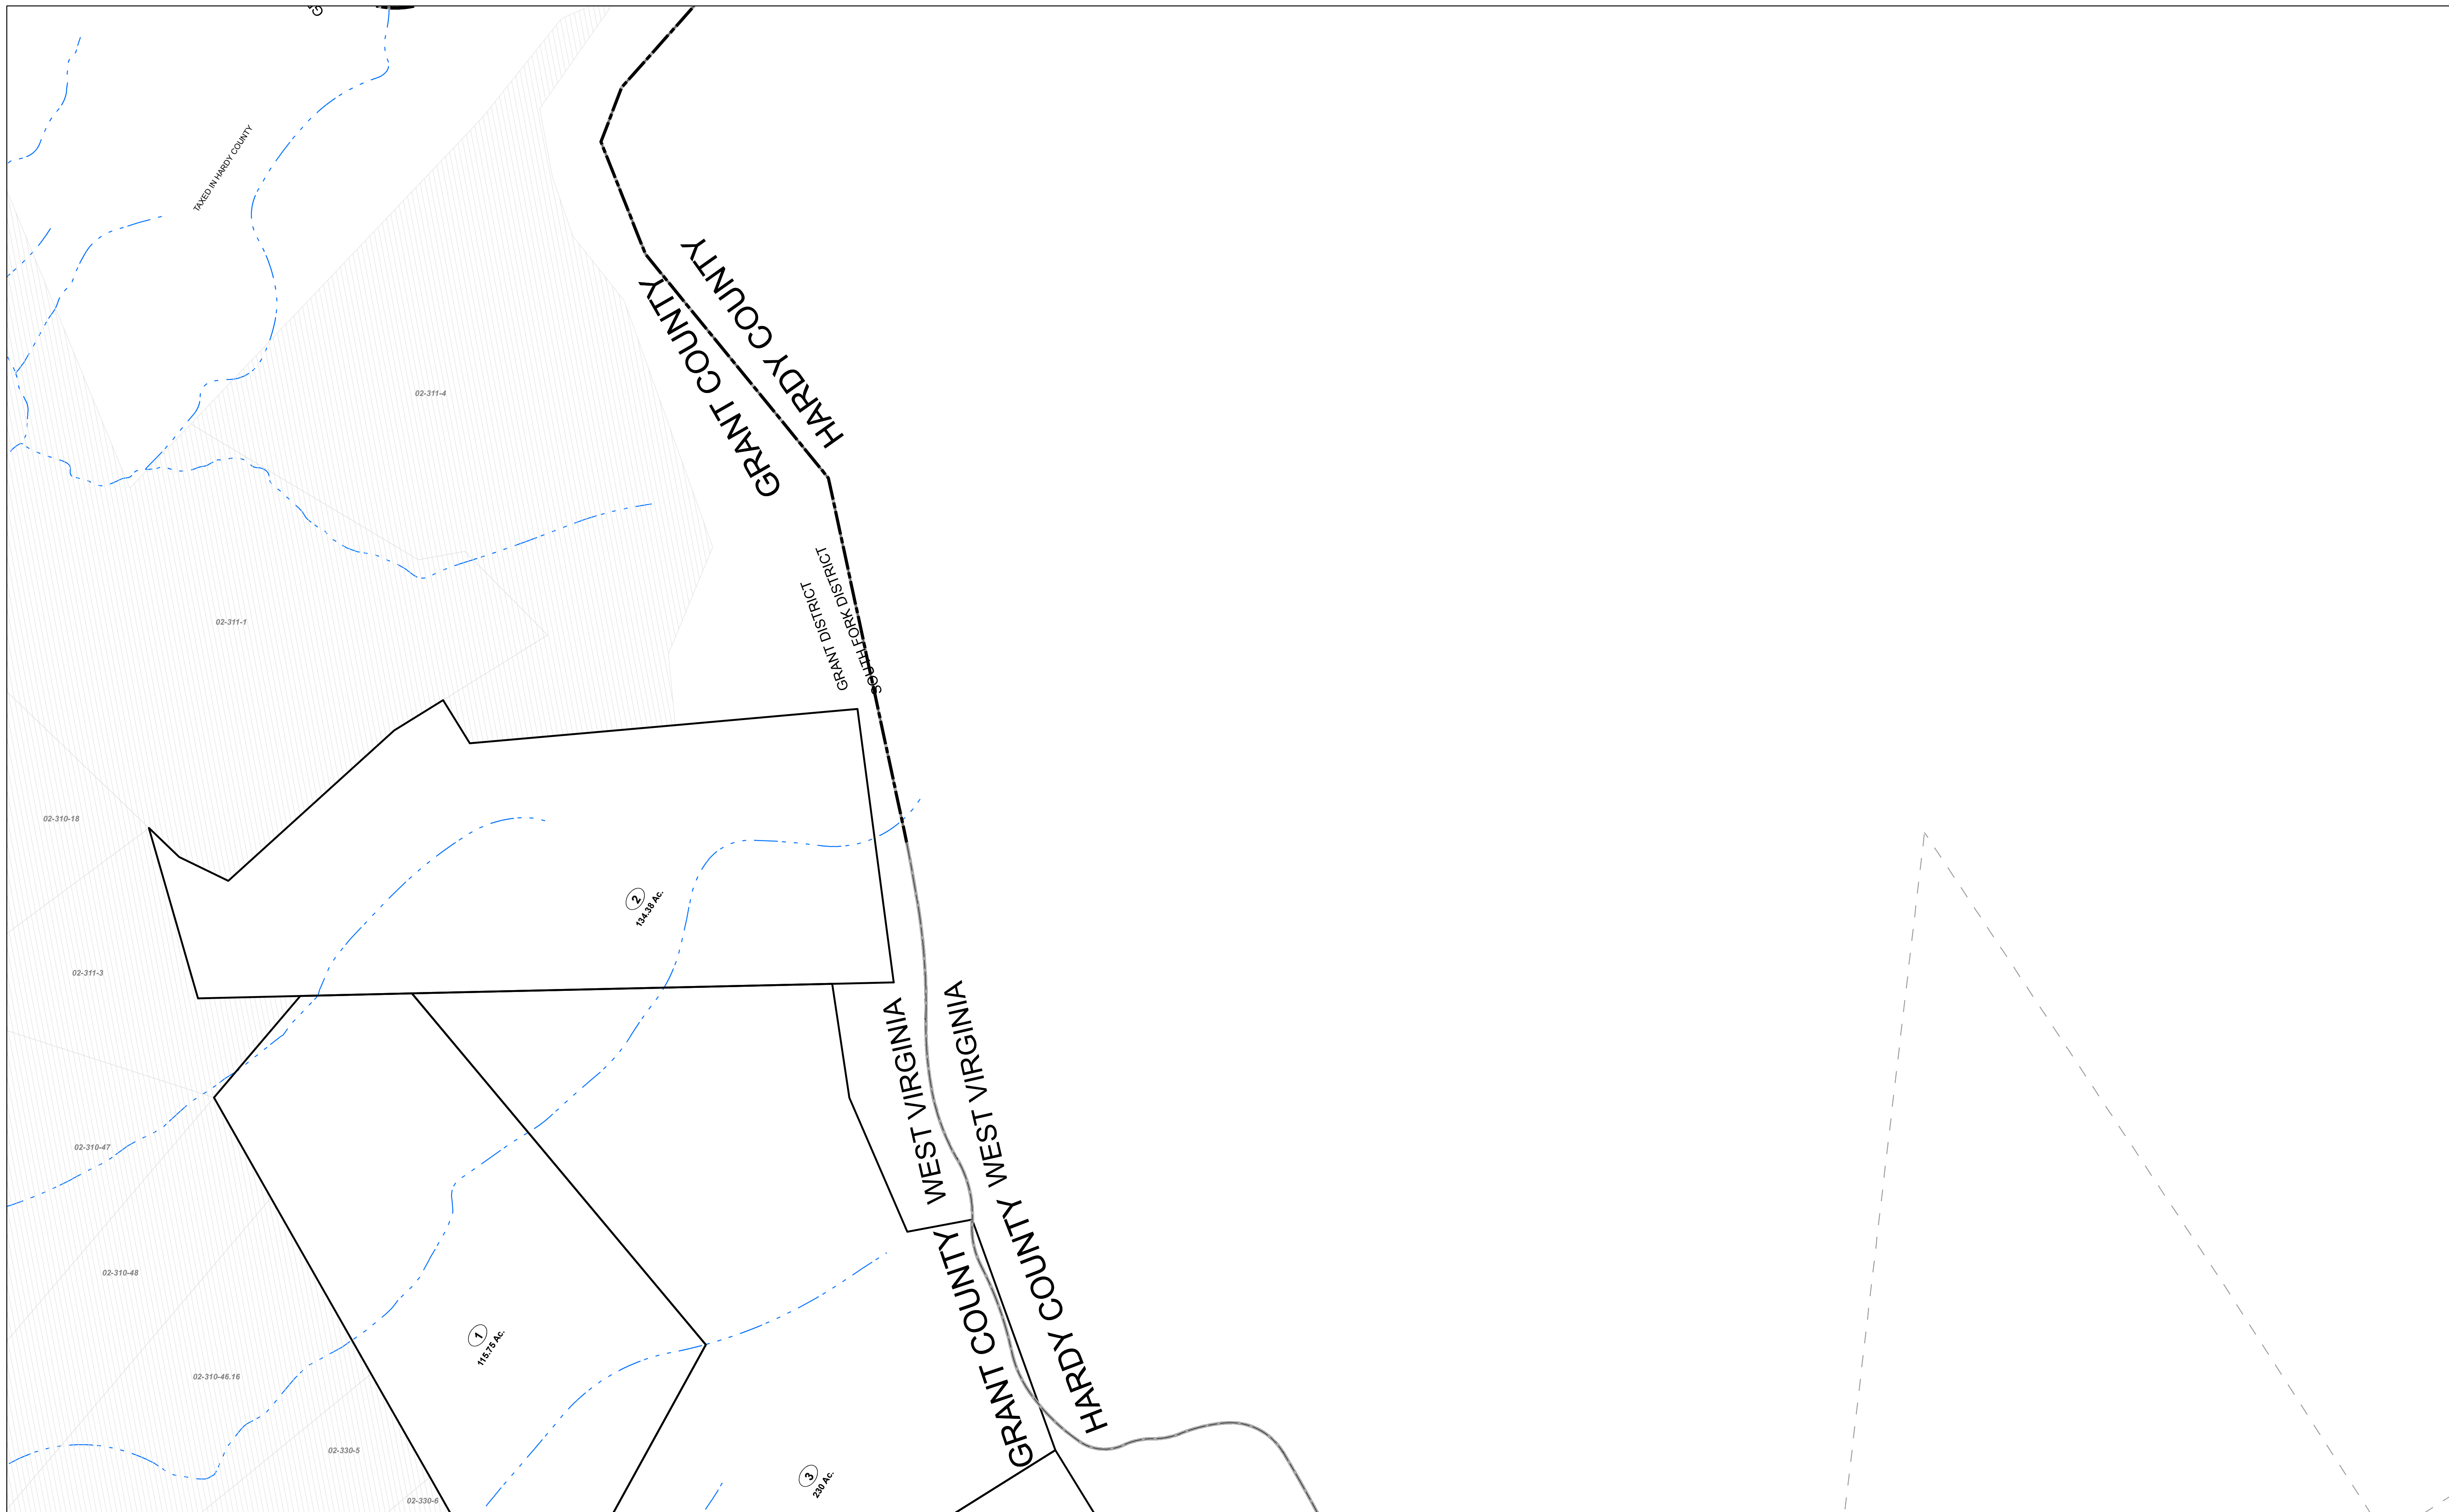 TAXED IN HARDY COUNTY
HARDY COUNTY
GRANT COUNTY
02-311-4
GRANT DISTRICT
SOUTH FORK DISTRICT
02-311-1
02-310-18
2
134.38 Ac.
02-311-3
WEST VIRGINIA
WEST VIRGINIA
02-310-47
GRANT COUNTY
HARDY COUNTY
02-310-48
1
115.75 Ac.
02-310-46.16
02-330-5
3
230 Ac.
02-330-6